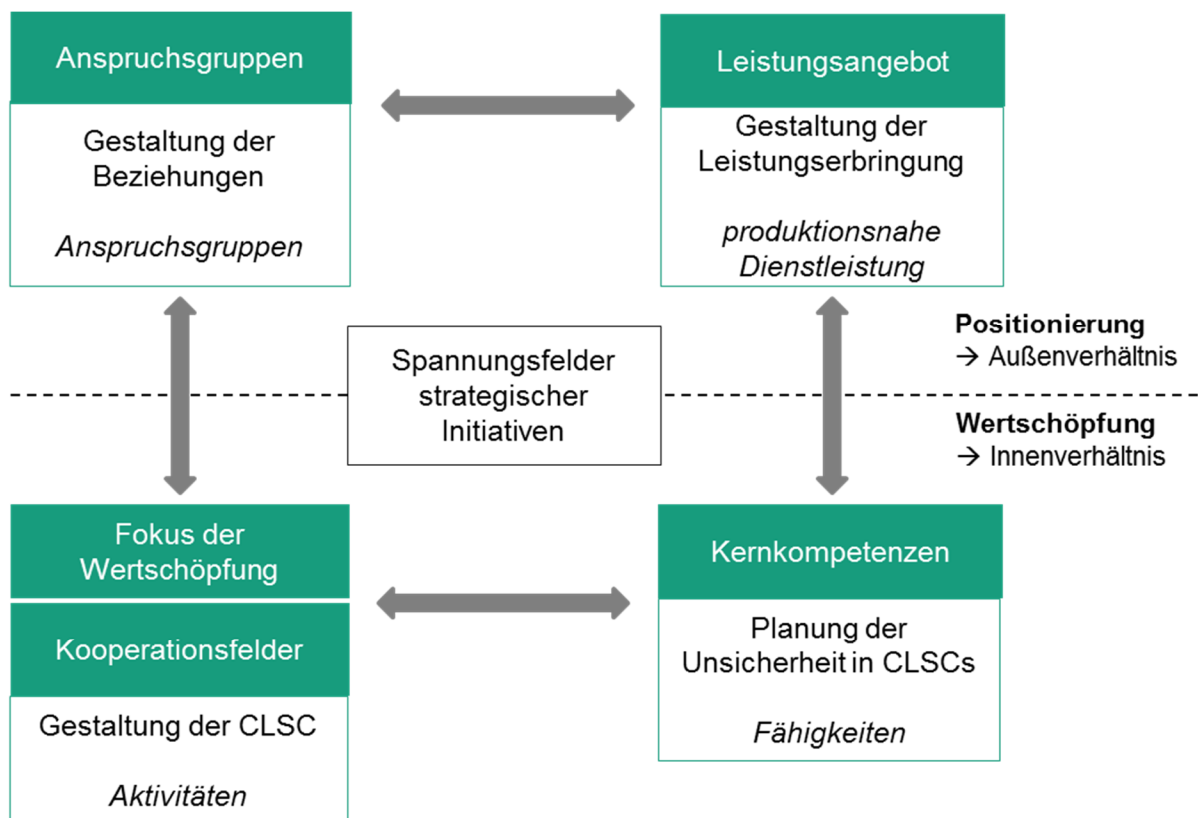 Anspruchsgruppen
Gestaltung der
Beziehungen
Anspruchsgruppen
Leistungsangebot
Gestaltung der
Leistungserbringung
produktionsnahe
Dienstleistung
Spannungsfelder
strategischer
Initiativen
Positionierung
→ Außenverhältnis
Wertschöpfung
→ Innenverhältnis
Fokus der
Wertschöpfung
Kooperationsfelder
Gestaltung der CLSC
Aktivitäten
Kernkompetenzen
Planung der
Unsicherheit in CLSCs
Fähigkeiten